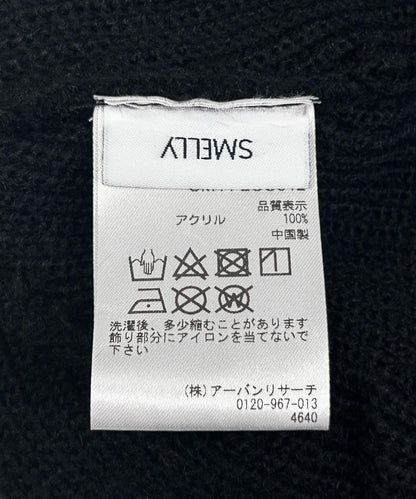 SMELLY
品質表示
アクリル 100%
中国製
洗濯後、多少縮むことがあります
飾り部分にアイロンを当てないで
下さい
(株)アーバンリサーチ
0120-967-013
4640